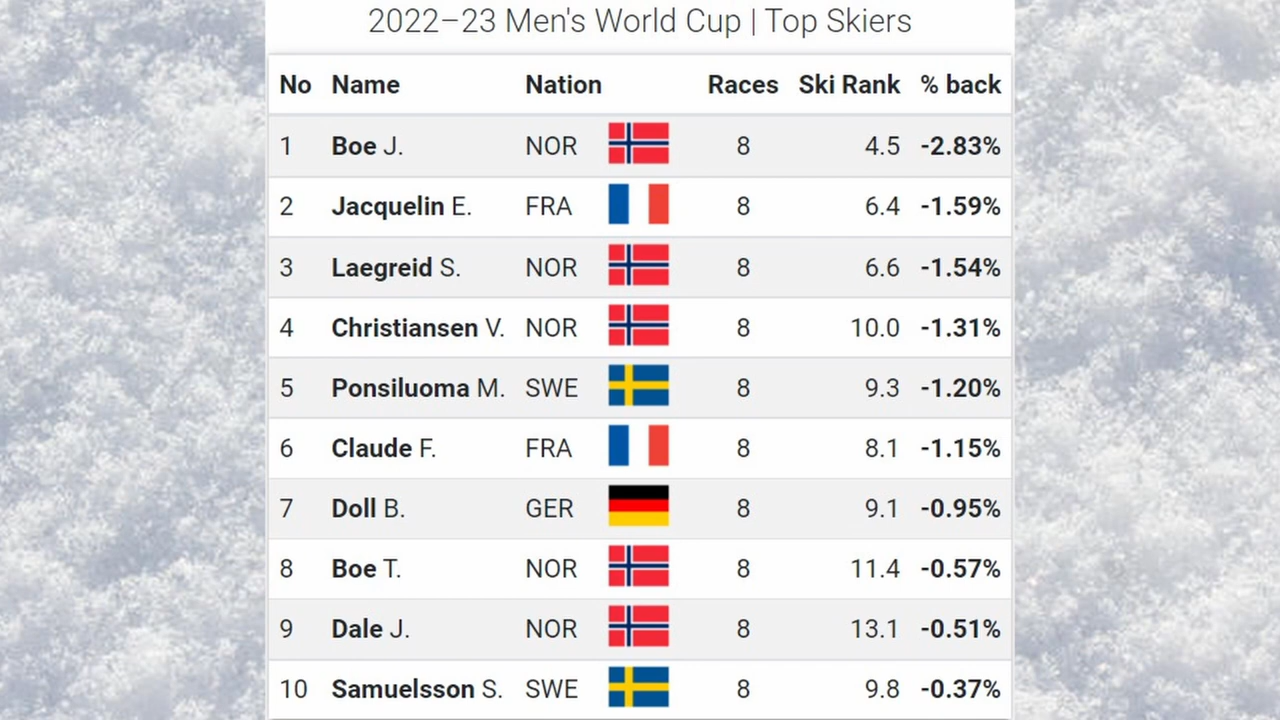 2022–23 Men's World Cup | Top Skiers
No Name Nation Races Ski Rank % back
1 Boe J. NOR 8 4.5 -2.83%
2 Jacquelin E. FRA 8 6.4 -1.59%
3 Laegreid S. NOR 8 6.6 -1.54%
4 Christiansen V. NOR 8 10.0 -1.31%
5 Ponsiluoma M. SWE 8 9.3 -1.20%
6 Claude F. FRA 8 8.1 -1.15%
7 Doll B. GER 8 9.1 -0.95%
8 Boe T. NOR 8 11.4 -0.57%
9 Dale J. NOR 8 13.1 -0.51%
10 Samuelsson S. SWE 8 9.8 -0.37%